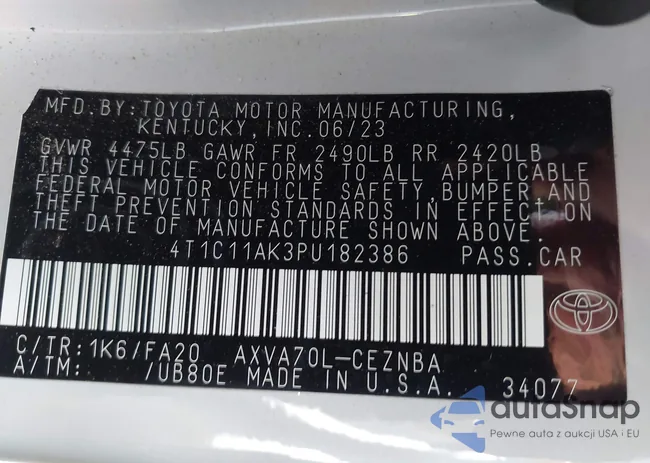 MFD.BY:TOYOTA MOTOR MANUFACTURING,
KENTUCKY,INC.06/23
GVWR 4475LB GAWR FR 2490LB RR 2420LB
THIS VEHICLE CONFORMS TO ALL APPLICABLE
FEDERAL MOTOR VEHICLE SAFETY,BUMPER,AND
THEFT PREVENTION STANDARDS IN EFFECT ON
THE DATE OF MANUFACTURE SHOWN ABOVE.
4T1C11AK3PU182386 PASS.CAR
C/TR:1K6/FA20 AXVA70L-CEZNBA
A/TM: /UB80E MADE IN U.S.A. 34077
autoSnap
Pewne auta z aukcji USA i EU